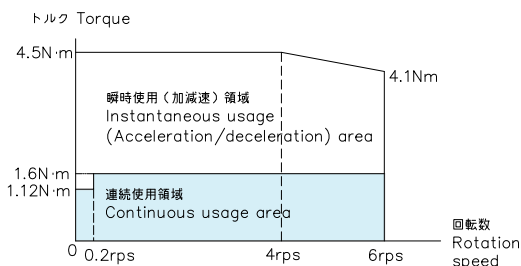 トルク Torque
4.5N·m
4.1Nm
瞬時使用（加減速）領域
Instantaneous usage
(Acceleration/deceleration) area
1.6N·m
1.12N·m
連続使用領域
Continuous usage area
0
0.2rps
4rps
6rps
回転数
Rotation
speed